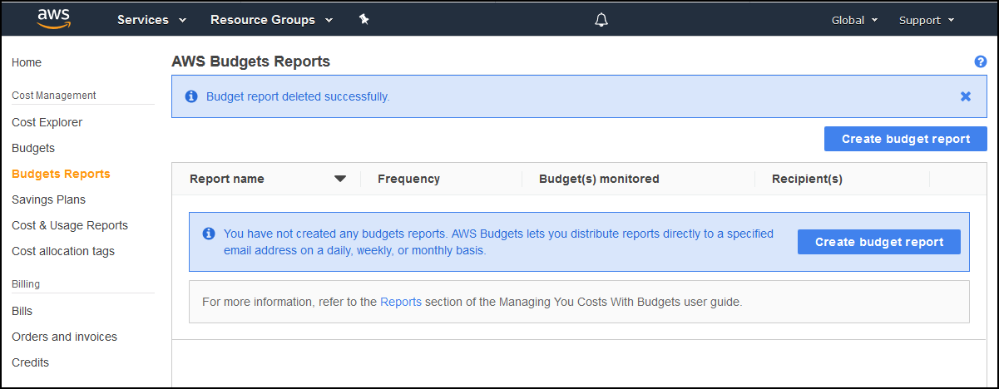 aws Services Resource Groups Global Support
Home
Cost Management
Cost Explorer
Budgets
Budgets Reports
Savings Plans
Cost & Usage Reports
Cost allocation tags
Billing
Bills
Orders and invoices
Credits
AWS Budgets Reports ?
Budget report deleted successfully.
Create budget report
Report name Frequency Budget(s) monitored Recipient(s)
You have not created any budgets reports. AWS Budgets lets you distribute reports directly to a specified
email address on a daily, weekly, or monthly basis.
Create budget report
For more information, refer to the Reports section of the Managing You Costs With Budgets user guide.